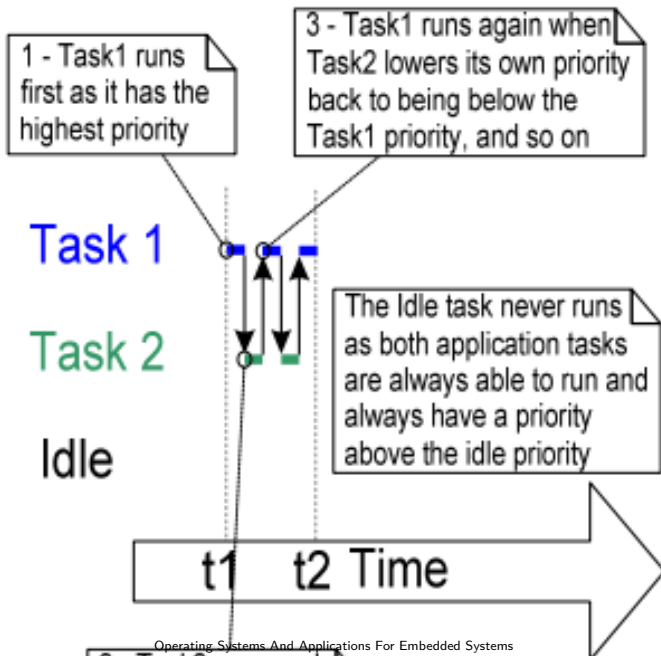 1 - Task1 runs
first as it has the
highest priority
3 - Task1 runs again when
Task2 lowers its own priority
back to being below the
Task1 priority, and so on
Task 1
Task 2
Idle
The Idle task never runs
as both application tasks
are always able to run and
always have a priority
above the idle priority
t1 t2 Time
Operating Systems And Applications For Embedded Systems